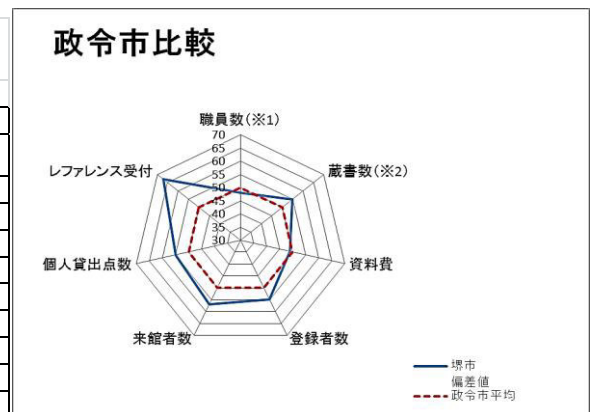 政令市比較
職員数(※1)
70
65
60
55
50
45
40
35
30
蔵書数(※2)
資料費
登録者数
来館者数
個人貸出点数
レファレンス受付
堺市
偏差値
政令市平均